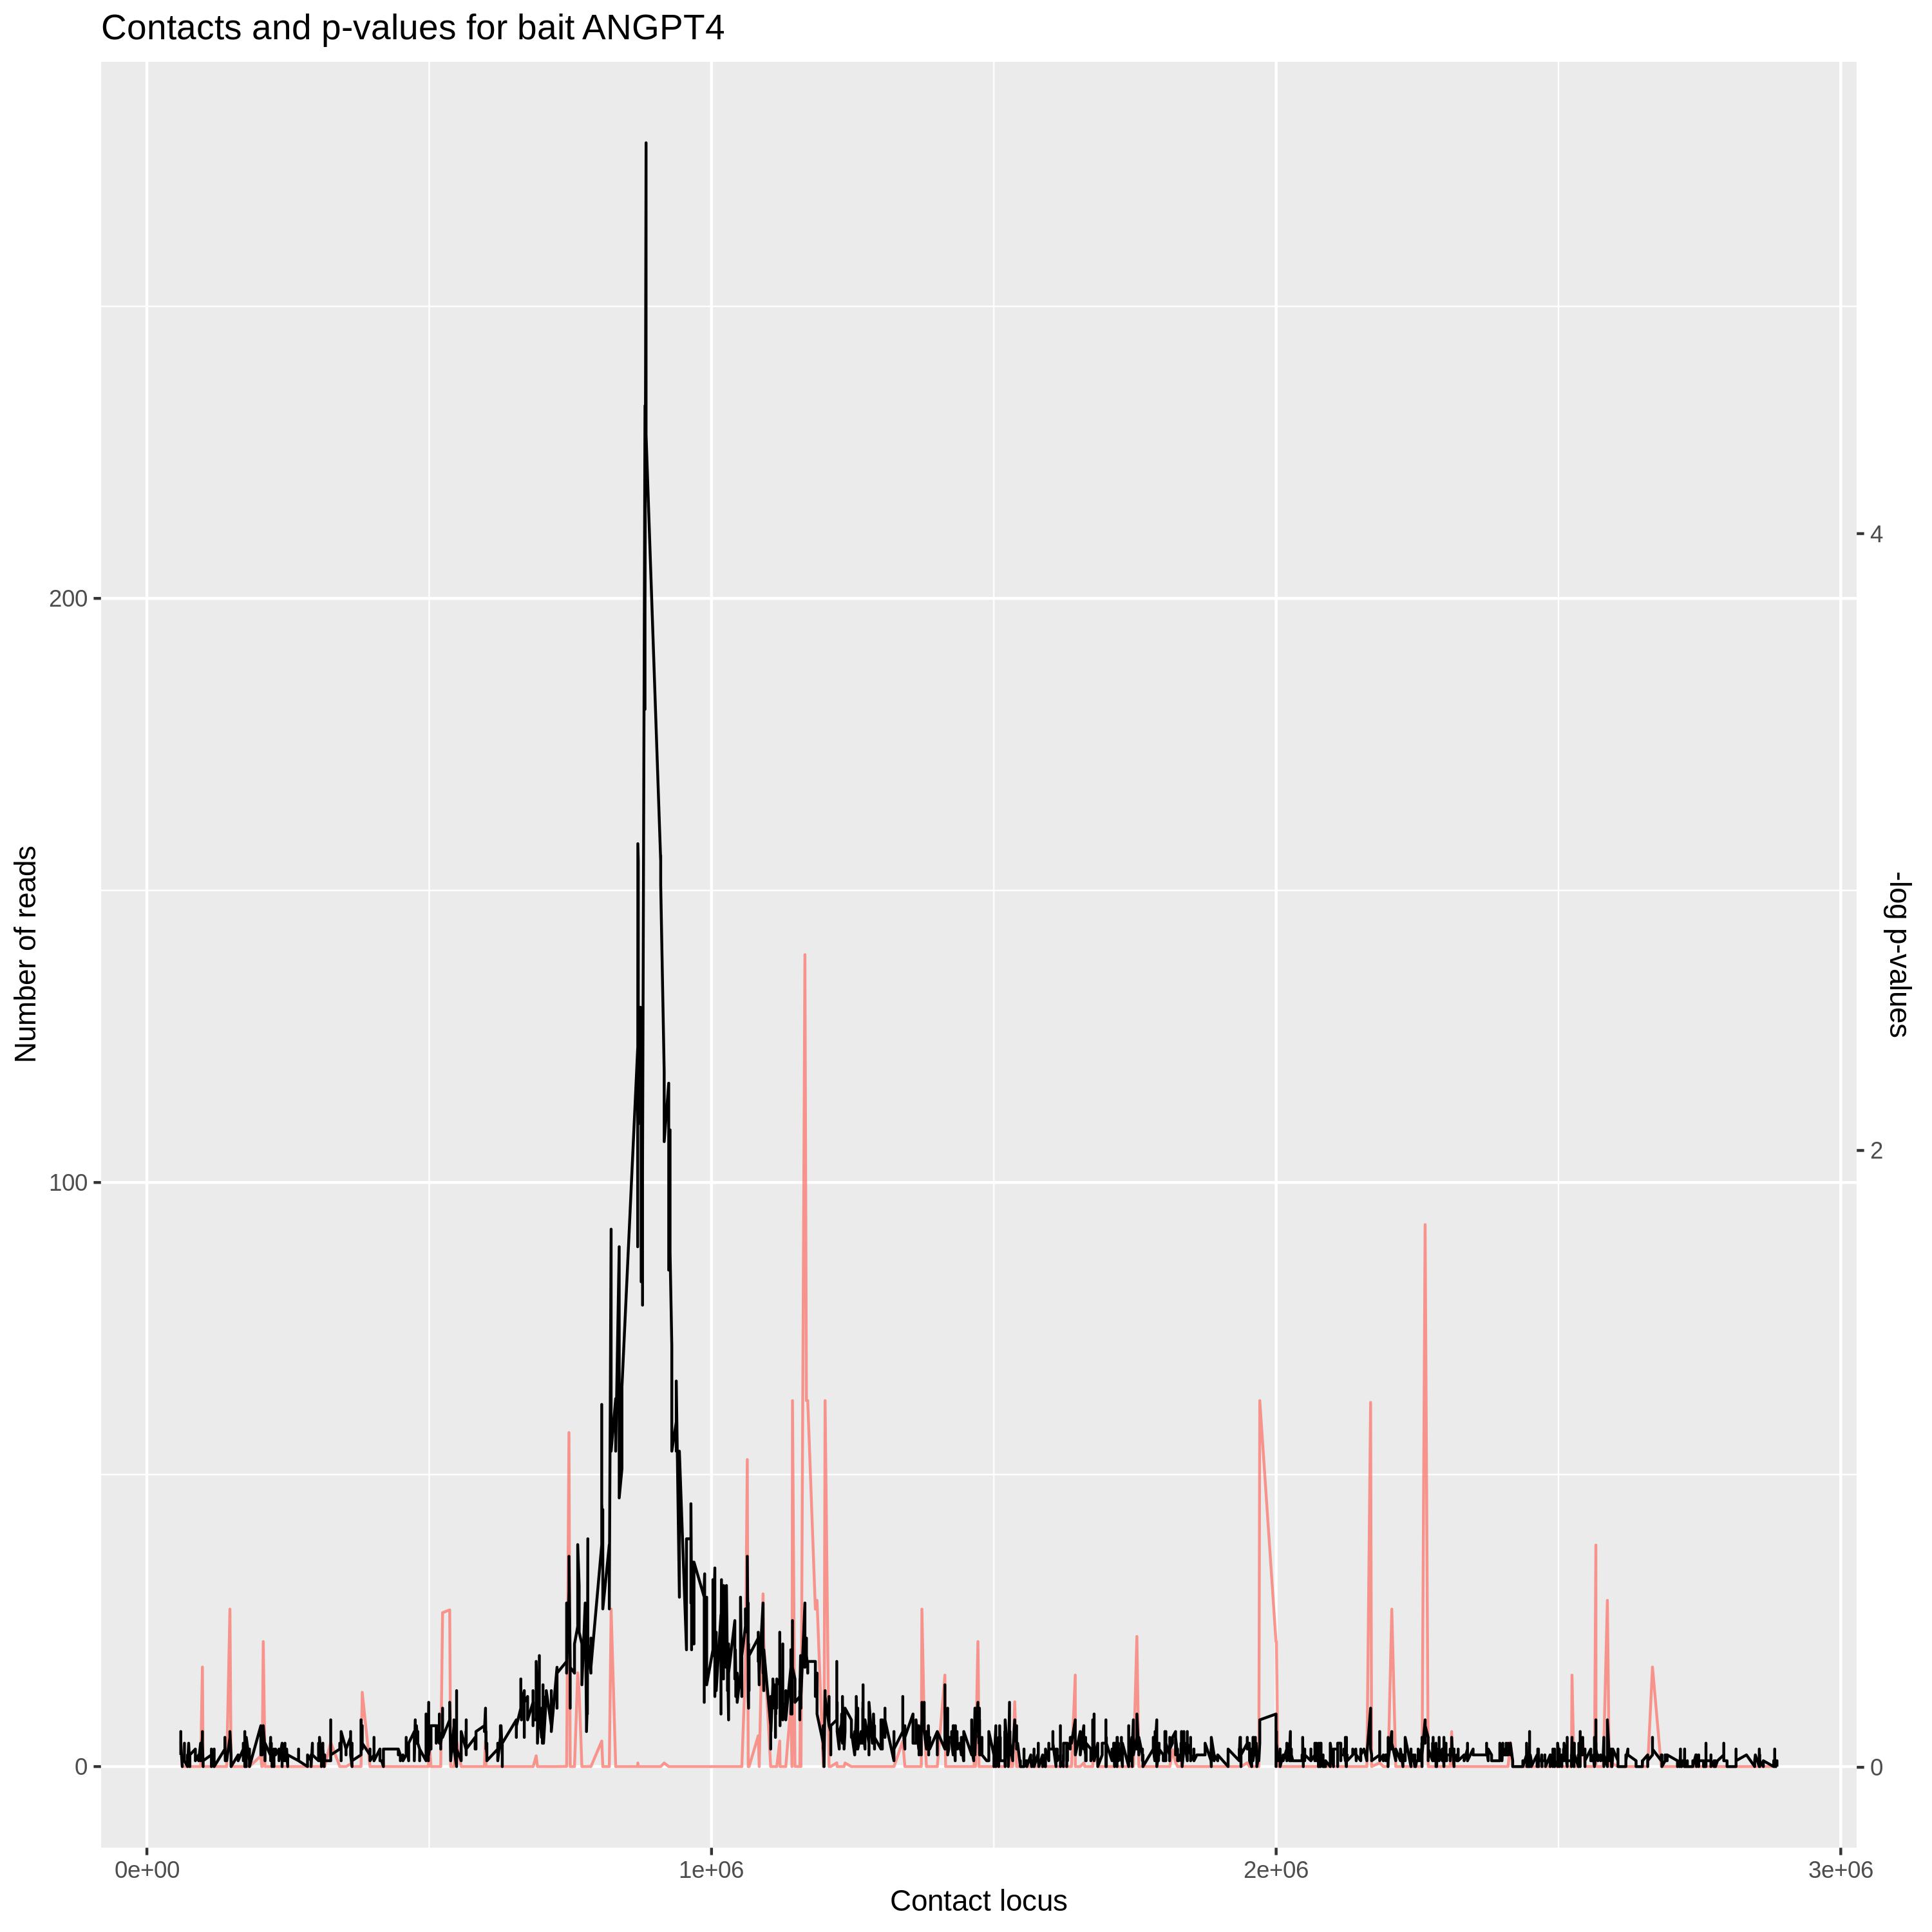 Contacts and p-values for bait ANGPT4
Number of reads
200
100
0
4
2
0
-log p-values
0e+00
1e+06
2e+06
3e+06
Contact locus